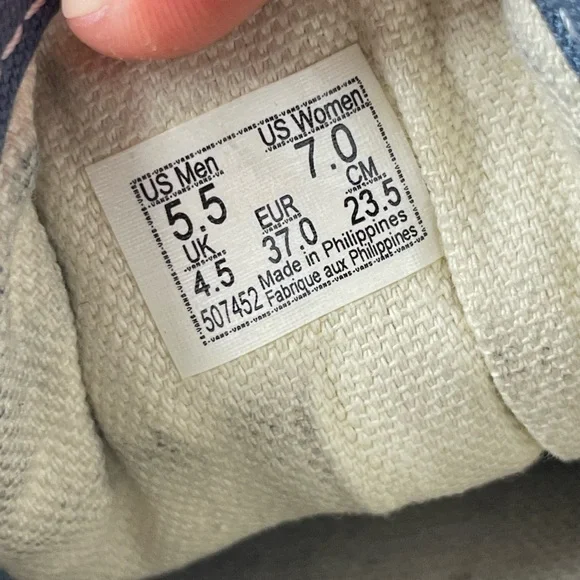 US Men US Women
5.5 7.0
UK EUR CM
4.5 37.0 23.5
507452 Made in Philippines
Fabrique aux Philippines